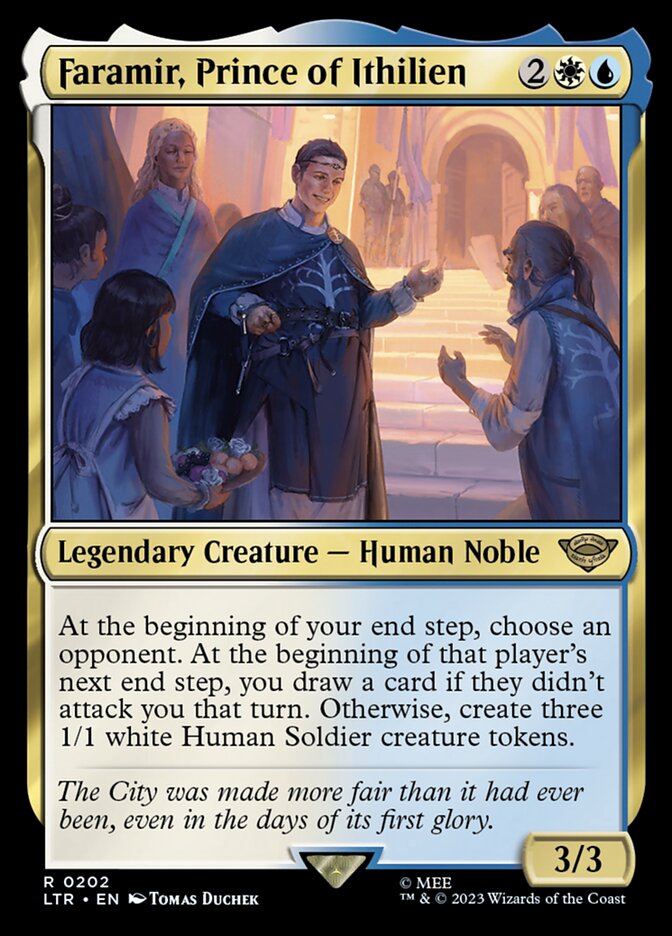 Faramir, Prince of Ithilien 2
Legendary Creature — Human Noble
At the beginning of your end step, choose an
opponent. At the beginning of that player's
next end step, you draw a card if they didn't
attack you that turn. Otherwise, create three
1/1 white Human Soldier creature tokens.
The City was made more fair than it had ever
been, even in the days of its first glory.
3/3
R 0202
LTR • EN Tomas Duchek
© MEE
™ & © 2023 Wizards of the Coast